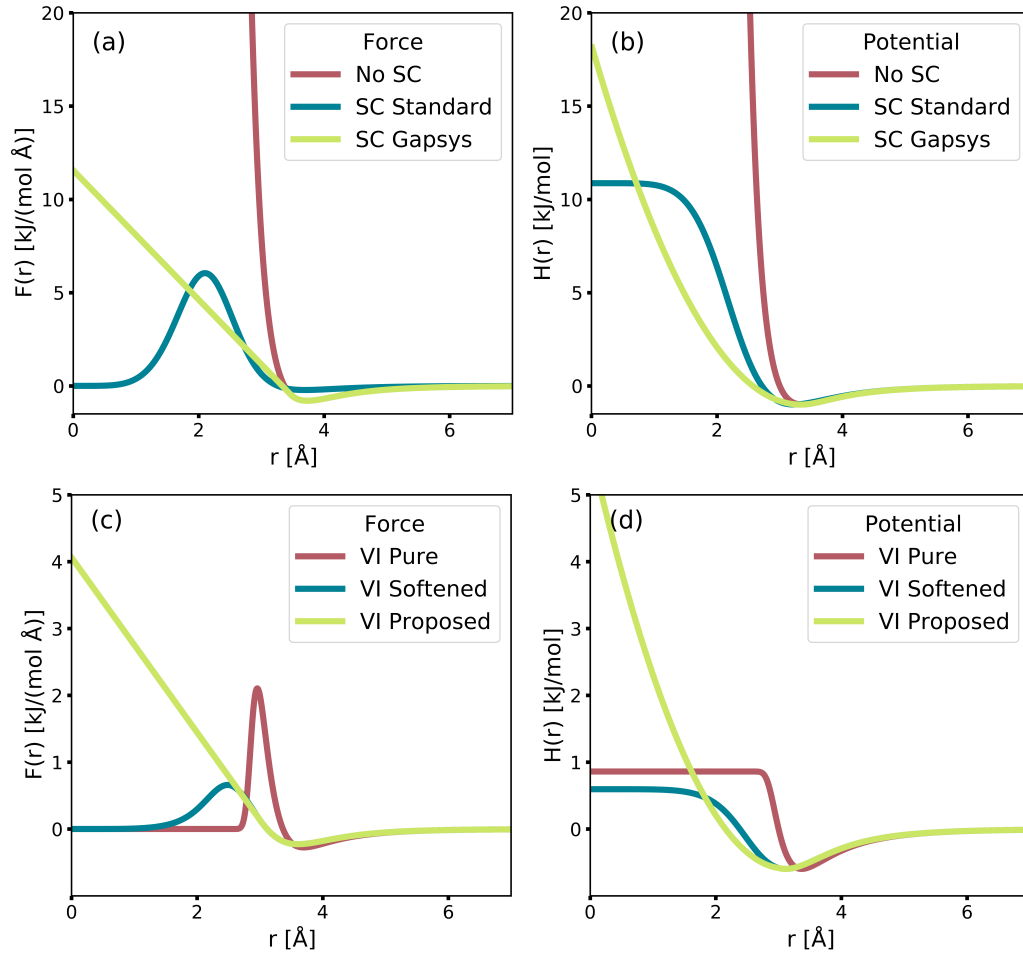 (a)
Force
No SC
SC Standard
SC Gapsys
F(r) [kJ/(mol Å)]
20
15
10
5
0
0 2 4 6
r [Å]
(b)
Potential
No SC
SC Standard
SC Gapsys
H(r) [kJ/mol]
20
15
10
5
0
0 2 4 6
r [Å]
(c)
Force
VI Pure
VI Softened
VI Proposed
F(r) [kJ/(mol Å)]
5
4
3
2
1
0
0 2 4 6
r [Å]
(d)
Potential
VI Pure
VI Softened
VI Proposed
H(r) [kJ/mol]
5
4
3
2
1
0
0 2 4 6
r [Å]